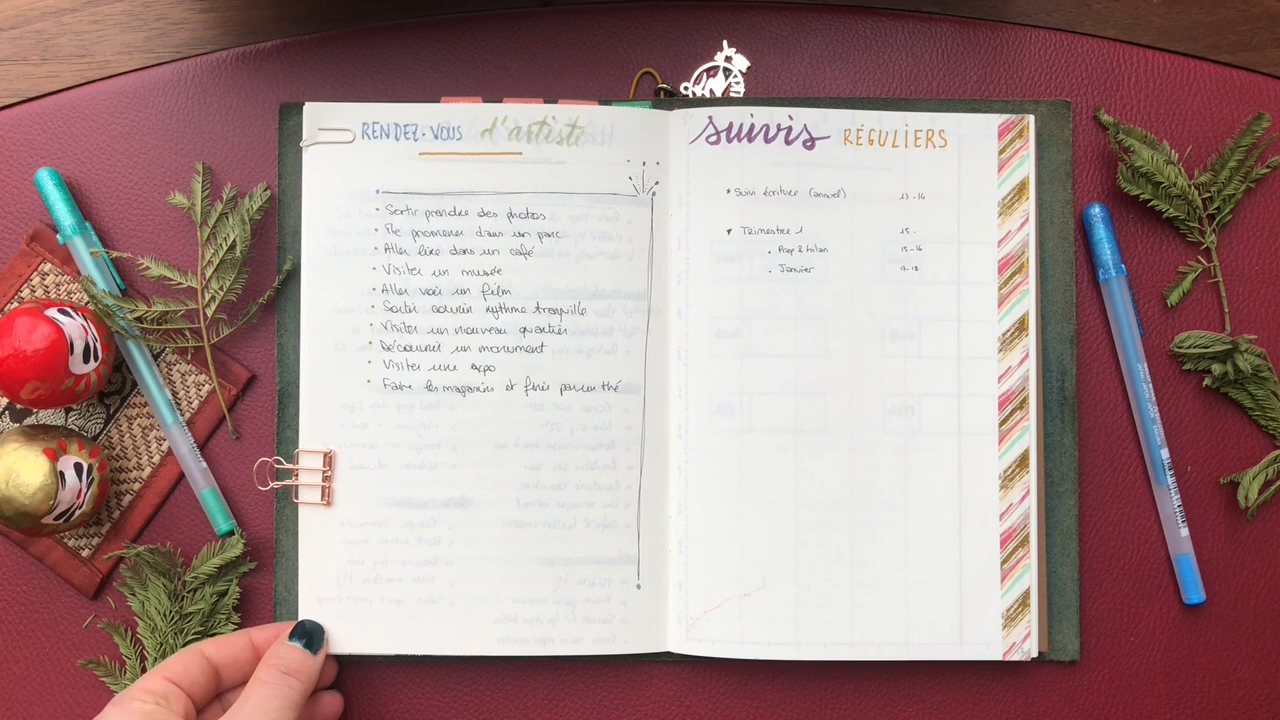 RENDEZ-VOUS d'artiste
Sortir prendre des photos
Me promener dans un parc
Aller lire dans un café
Visiter un musée
Aller voir un film
Sortir courir rythme tranquille
Visiter un nouveau quartier
Découvrir un monument
Visiter une expo
Faire les magasins et finir par un thé
suivis RÉGULIERS
* Suivi écriture (annuel) 13-14
Trimestre 1 15-
• Prep & bilan 15-16
• Janvier 17-18